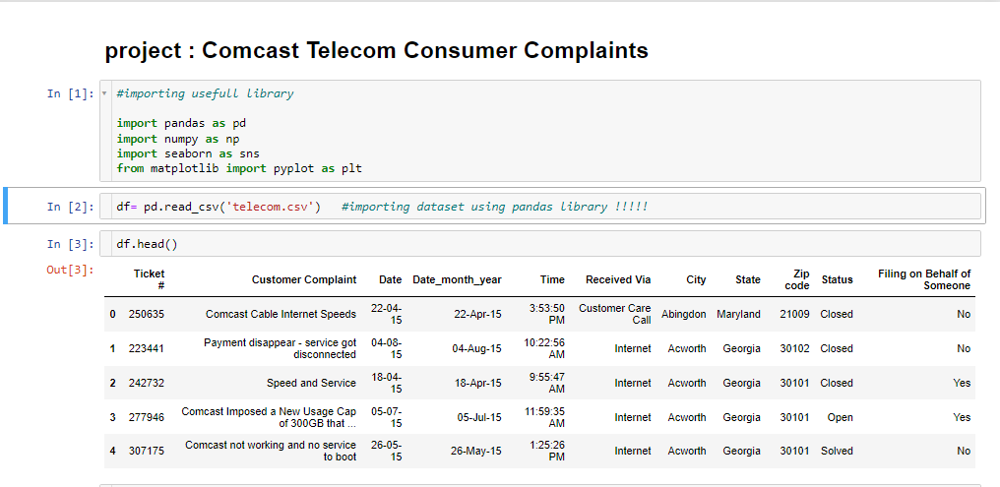 project : Comcast Telecom Consumer Complaints
In [1]:
#importing usefull library
import pandas as pd
import numpy as np
import seaborn as sns
from matplotlib import pyplot as plt
In [2]: df= pd.read_csv('telecom.csv') #importing dataset using pandas library !!!!!
In [3]: df.head()
Out[3]:
Ticket # Customer Complaint Date Date_month_year Time Received Via City State Zip code Status Filing on Behalf of Someone
0 250635 Comcast Cable Internet Speeds 22-04-15 22-Apr-15 3:53:50 PM Customer Care Call Abingdon Maryland 21009 Closed No
1 223441 Payment disappear - service got disconnected 04-08-15 04-Aug-15 10:22:56 AM Internet Acworth Georgia 30102 Closed No
2 242732 Speed and Service 18-04-15 18-Apr-15 9:55:47 AM Internet Acworth Georgia 30101 Closed Yes
3 277946 Comcast Imposed a New Usage Cap of 300GB that ... 05-07-15 05-Jul-15 11:59:35 AM Internet Acworth Georgia 30101 Open Yes
4 307175 Comcast not working and no service to boot 26-05-15 26-May-15 1:25:26 PM Internet Acworth Georgia 30101 Solved No